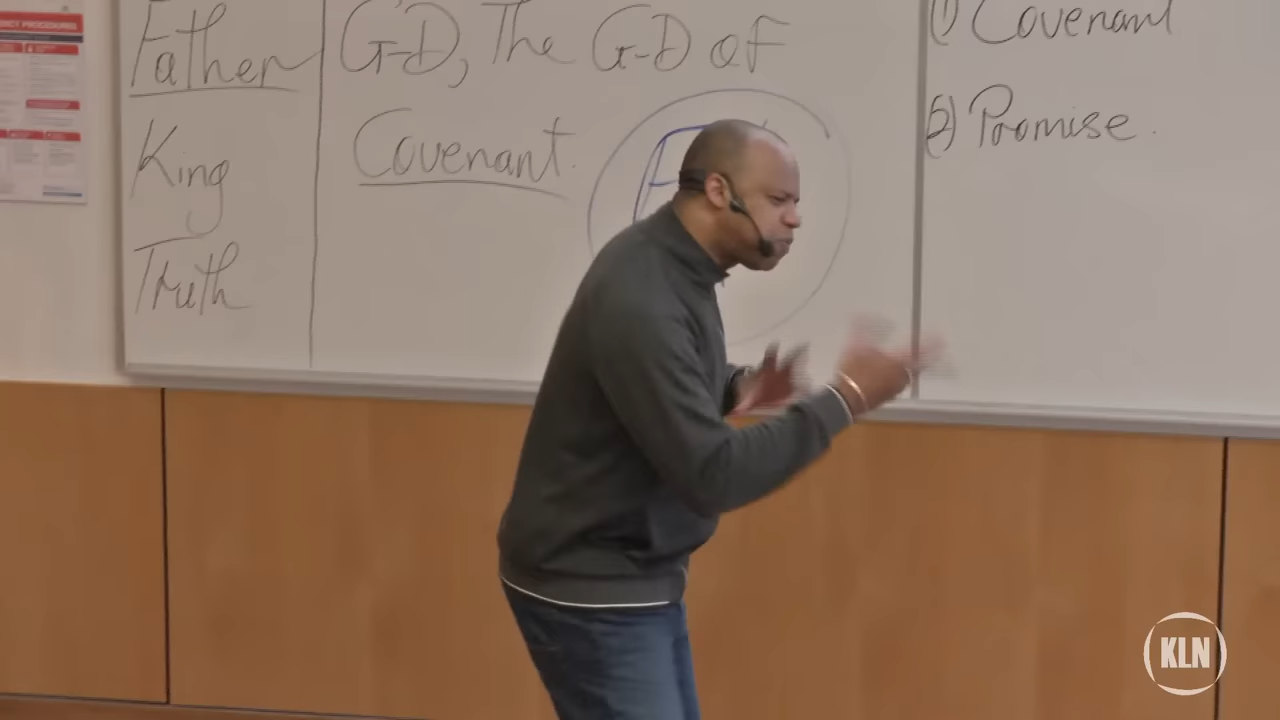 Father
King
Truth
G-D, The G-D of
Covenant.
1) Covenant
2) Promise.
KLN